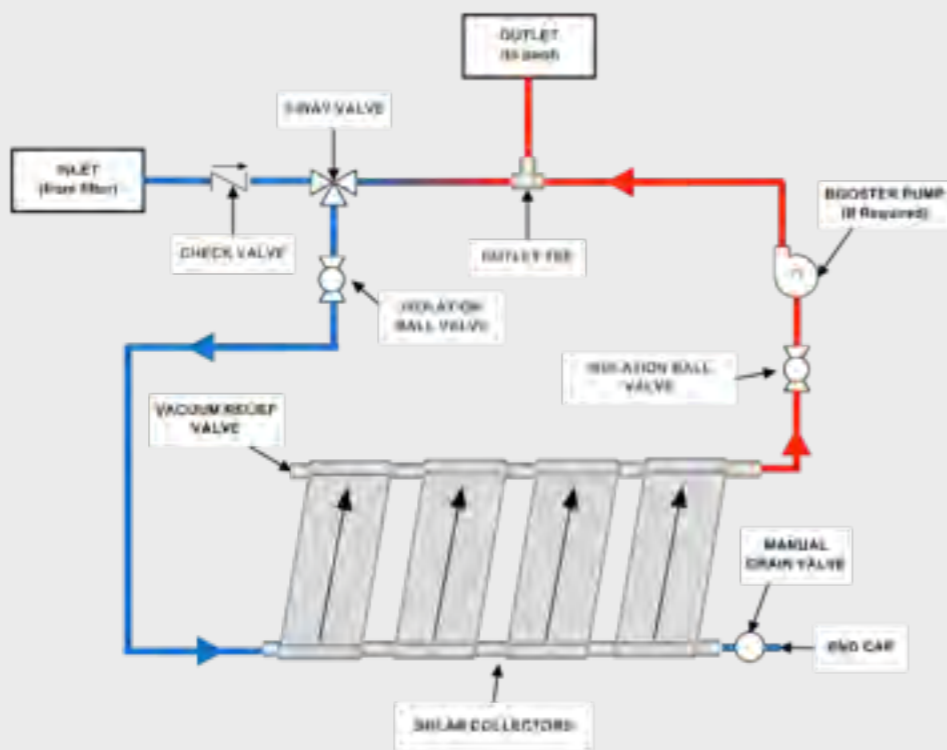 OUTLET
(to pool)
3-WAY VALVE
INLET
(from filter)
BOOSTER PUMP
(If Required)
CHECK VALVE
OUTLET TEE
ISOLATION
BALL VALVE
ISOLATION BALL
VALVE
VACUUM RELIEF
VALVE
MANUAL
DRAIN VALVE
END CAP
SOLAR COLLECTORS